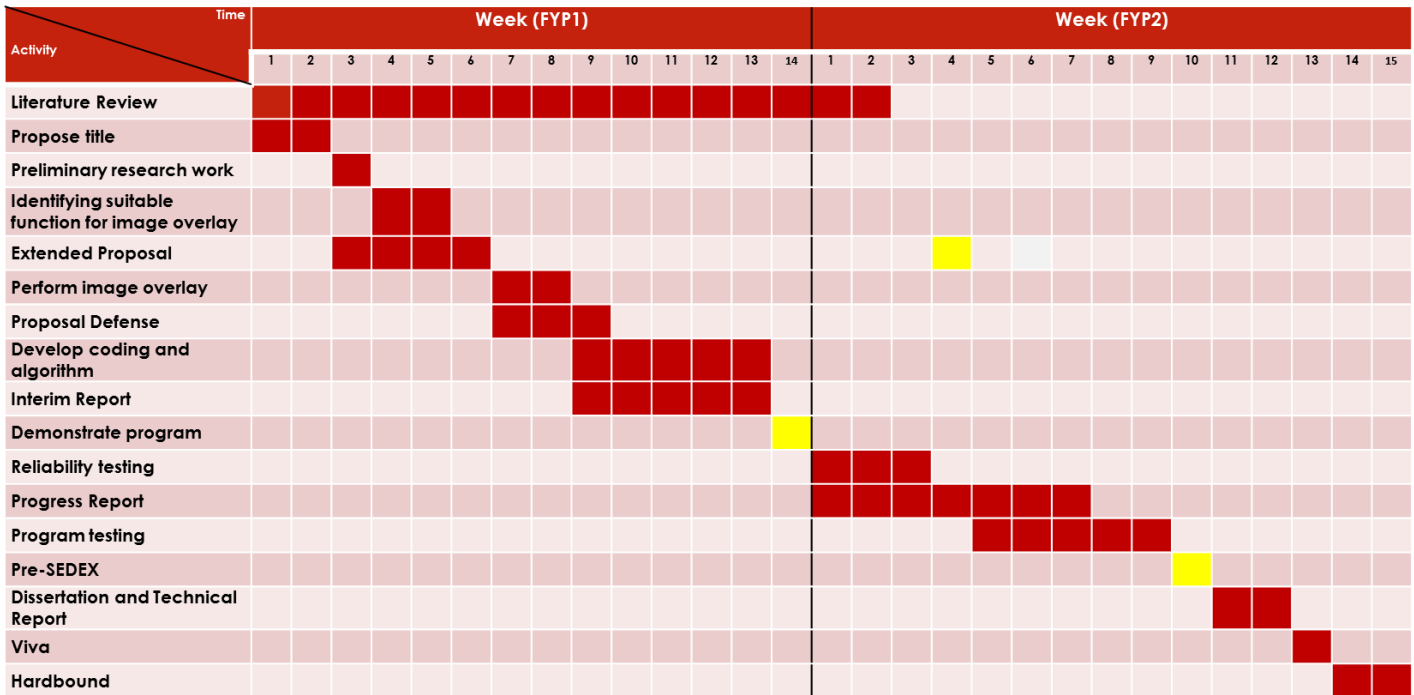 Time
Week (FYP1)
Week (FYP2)
Activity
1 2 3 4 5 6 7 8 9 10 11 12 13 14 1 2 3 4 5 6 7 8 9 10 11 12 13 14 15
Literature Review
Propose title
Preliminary research work
Identifying suitable
function for image overlay
Extended Proposal
Perform image overlay
Proposal Defense
Develop coding and
algorithm
Interim Report
Demonstrate program
Reliability testing
Progress Report
Program testing
Pre-SEDEX
Dissertation and Technical
Report
Viva
Hardbound